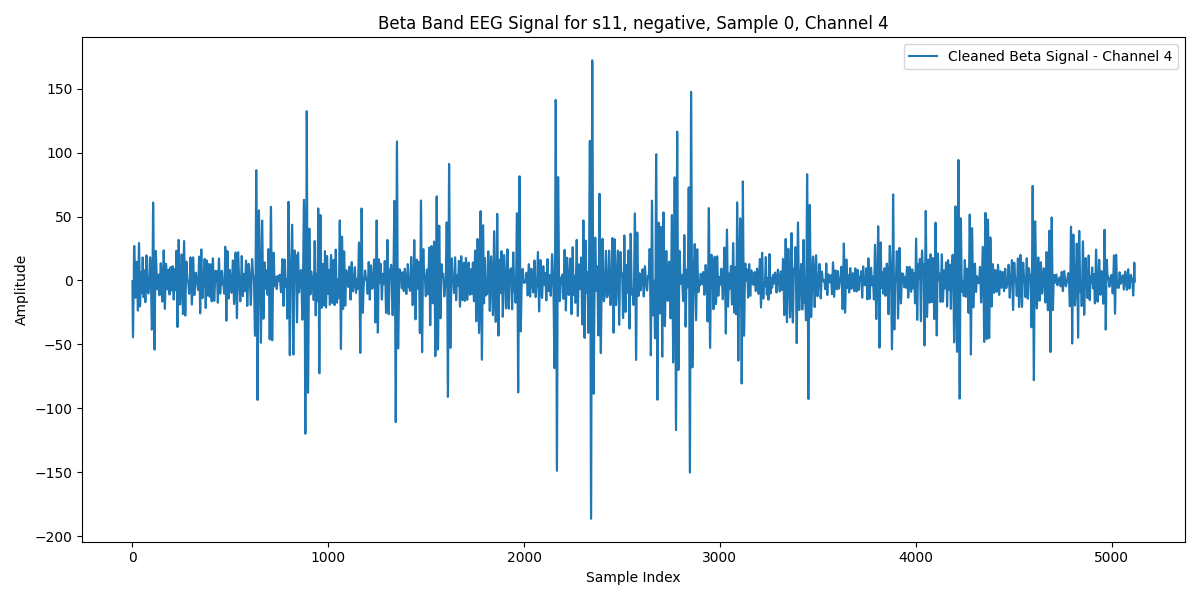 Beta Band EEG Signal for s11, negative, Sample 0, Channel 4
Cleaned Beta Signal - Channel 4
Amplitude
150
100
50
0
−50
−100
−150
−200
0 1000 2000 3000 4000 5000
Sample Index